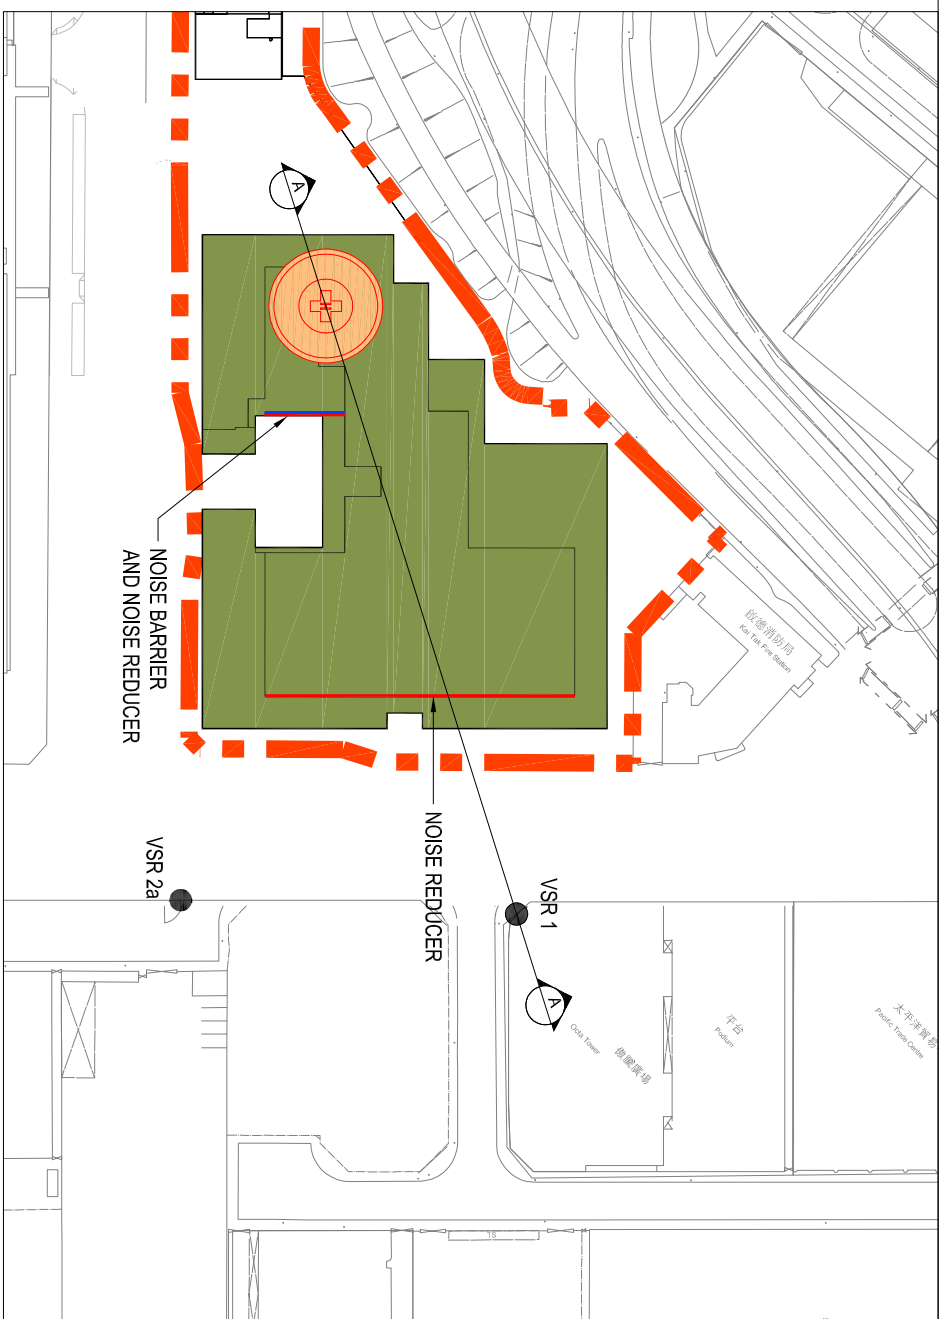 A
H
NOISE BARRIER
AND NOISE REDUCER
啟德消防局
Kai Tak Fire Station
NOISE REDUCER
VSR 2a
VSR 1
A
Octa Tower
傲騰廣場
平台
Podium
太平洋貿易
Pacific Trade Centre
TS